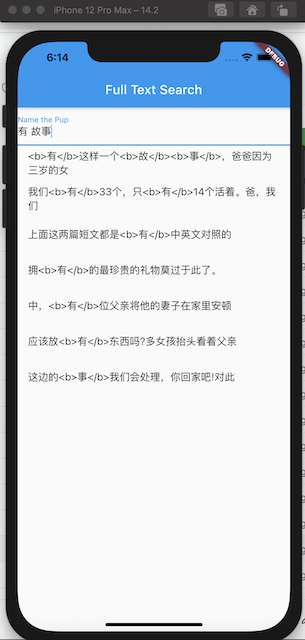 iPhone 12 Pro Max – 14.2
6:14
DEBUG
Full Text Search
Name the Pup
有 故事
<b>有</b>这样一个<b>故</b><b>事</b>，爸爸因为
三岁的女
我们<b>有</b>33个，只<b>有</b>14个活着。爸，我
们
上面这两篇短文都是<b>有</b>中英文对照的
拥<b>有</b>的最珍贵的礼物莫过于此了。
中，<b>有</b>位父亲将他的妻子在家里安顿
应该放<b>有</b>东西吗?多女孩抬头看着父亲
这边的<b>事</b>我们会处理，你回家吧!对此